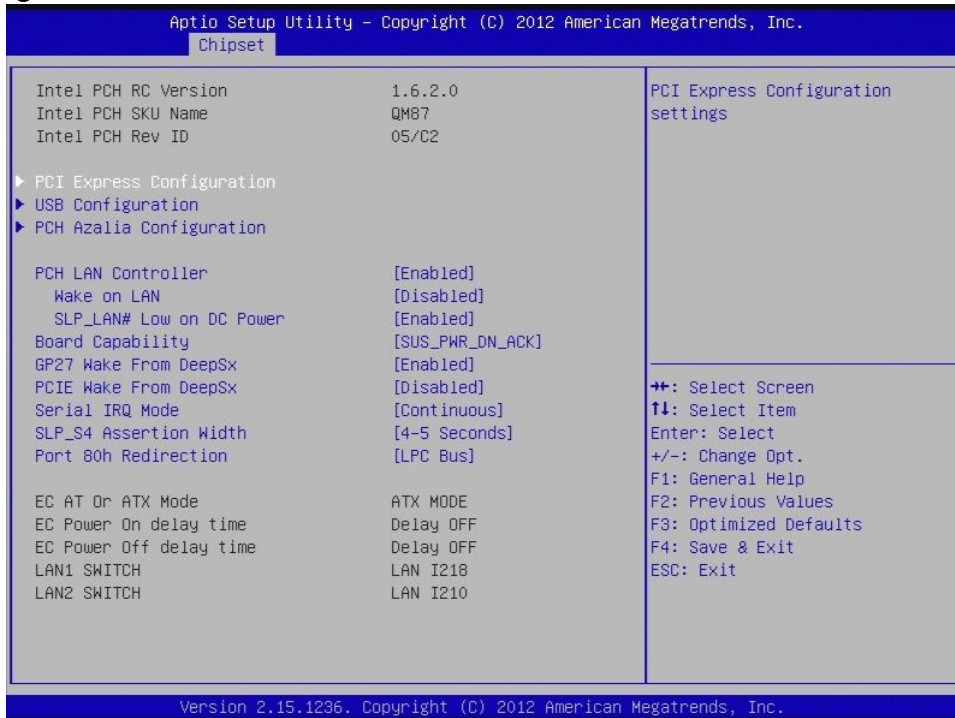 Aptio Setup Utility – Copyright (C) 2012 American Megatrends, Inc.
Chipset
Intel PCH RC Version 1.6.2.0
Intel PCH SKU Name QM87
Intel PCH Rev ID 05/C2
PCI Express Configuration
USB Configuration
PCH Azalia Configuration
PCH LAN Controller [Enabled]
Wake on LAN [Disabled]
SLP_LAN# Low on DC Power [Enabled]
Board Capability [SUS_PWR_DN_ACK]
GP27 Wake From DeepSx [Enabled]
PCIE Wake From DeepSx [Disabled]
Serial IRQ Mode [Continuous]
SLP_S4 Assertion Width [4-5 Seconds]
Port 80h Redirection [LPC Bus]
EC AT Or ATX Mode ATX MODE
EC Power On delay time Delay OFF
EC Power Off delay time Delay OFF
LAN1 SWITCH LAN I218
LAN2 SWITCH LAN I210
PCI Express Configuration
settings
→←: Select Screen
↑↓: Select Item
Enter: Select
+/-: Change Opt.
F1: General Help
F2: Previous Values
F3: Optimized Defaults
F4: Save & Exit
ESC: Exit
Version 2.15.1236. Copyright (C) 2012 American Megatrends, Inc.